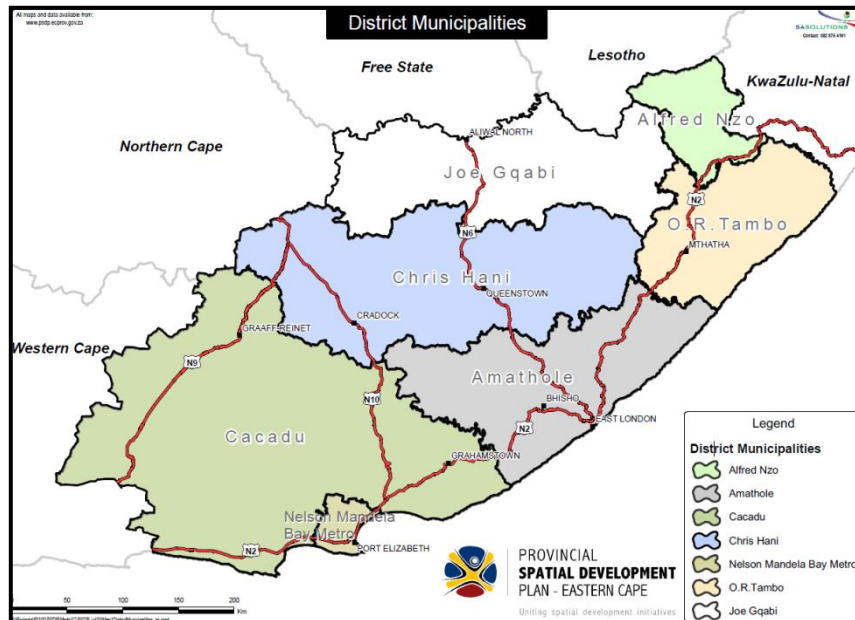 All maps and data available from:
www.psdp.ecprov.gov.za
District Municipalities
SASOLUTIONS
Free State
Lesotho
KwaZulu-Natal
Northern Cape
Western Cape
Alfred Nzo
ALIWAL NORTH
Joe Gqabi
N2
O.R.Tambo
MTHATHA
N6
Chris Hani
QUEENSTOWN
CRADOCK
GRAAFF-REINET
N9
N10
Amathole
BHISHO
N2
EAST LONDON
Cacadu
GRAHAMSTOWN
Nelson Mandela
Bay Metro
N2
PORT ELIZABETH
Legend
District Municipalities
Alfred Nzo
Amathole
Cacadu
Chris Hani
Nelson Mandela Bay Metro
O.R.Tambo
Joe Gqabi
PROVINCIAL
SPATIAL DEVELOPMENT
PLAN - EASTERN CAPE
Uniting spatial development initiatives
0 50 100 200
Km